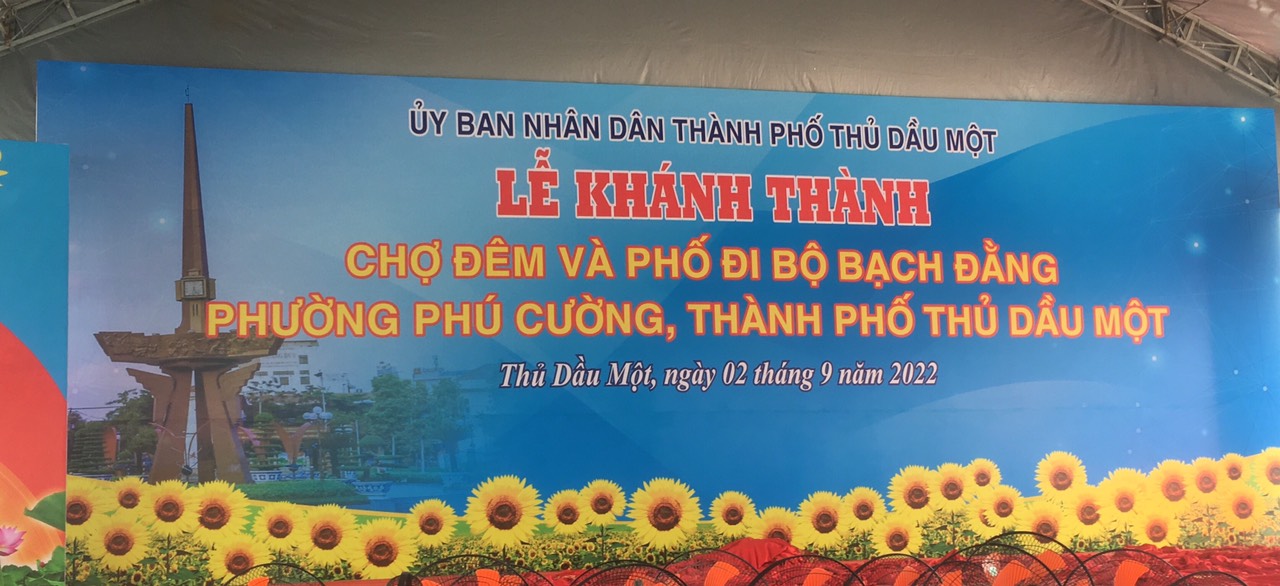 ỦY BAN NHÂN DÂN THÀNH PHỐ THỦ DẦU MỘT
LỄ KHÁNH THÀNH
CHỢ ĐÊM VÀ PHỐ ĐI BỘ BẠCH ĐẰNG
PHƯỜNG PHÚ CƯỜNG, THÀNH PHỐ THỦ DẦU MỘT
Thủ Dầu Một, ngày 02 tháng 9 năm 2022